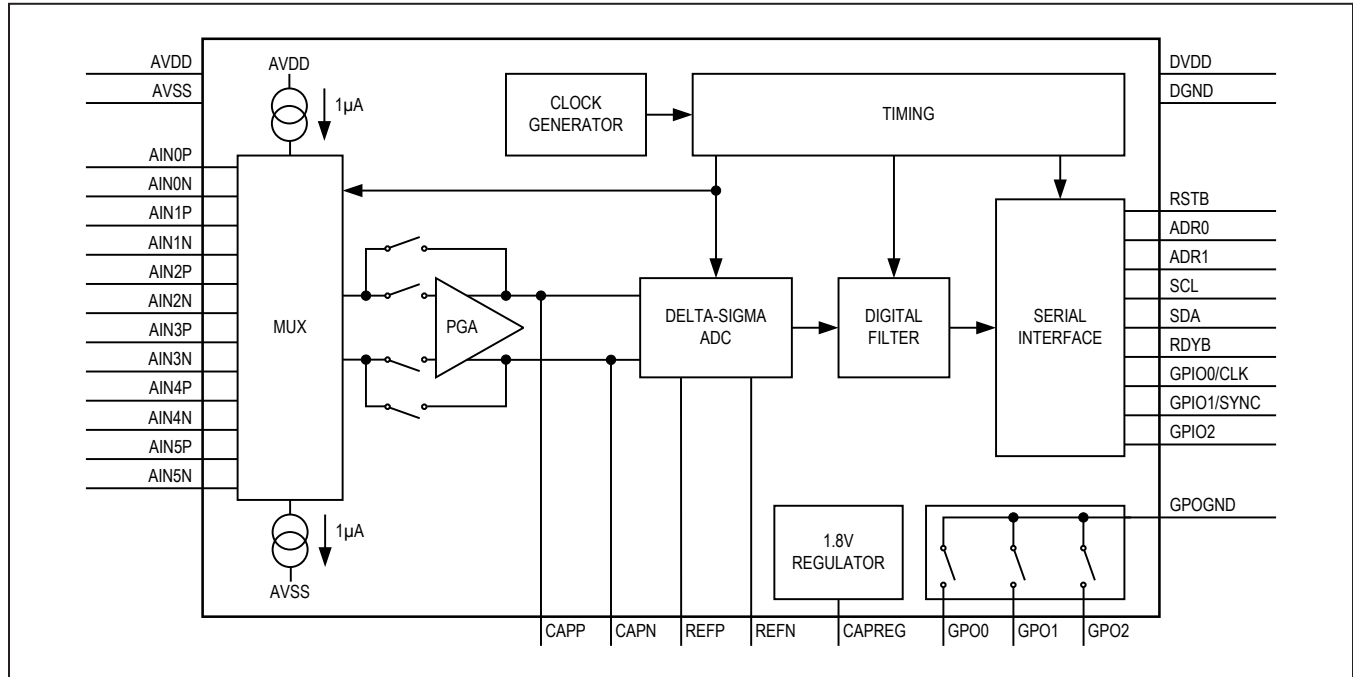 AVDD
AVSS
AIN0P
AIN0N
AIN1P
AIN1N
AIN2P
AIN2N
AIN3P
AIN3N
AIN4P
AIN4N
AIN5P
AIN5N
AVDD
1µA
MUX
1µA
AVSS
CLOCK
GENERATOR
TIMING
PGA
DELTA-SIGMA
ADC
DIGITAL
FILTER
SERIAL
INTERFACE
1.8V
REGULATOR
DVDD
DGND
RSTB
ADR0
ADR1
SCL
SDA
RDYB
GPIO0/CLK
GPIO1/SYNC
GPIO2
GPOGND
CAPP
CAPN
REFP
REFN
CAPREG
GPO0
GPO1
GPO2